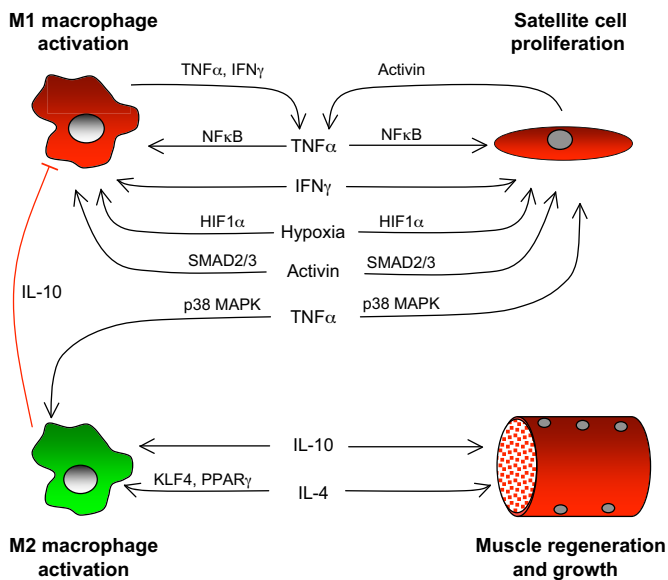 M1 macrophage
activation
Satellite cell
proliferation
TNFα, IFNγ
Activin
NFκB
TNFα
NFκB
IFNγ
HIF1α
Hypoxia
HIF1α
SMAD2/3
Activin
SMAD2/3
IL-10
p38 MAPK
TNFα
p38 MAPK
IL-10
KLF4, PPARγ
IL-4
M2 macrophage
activation
Muscle regeneration
and growth